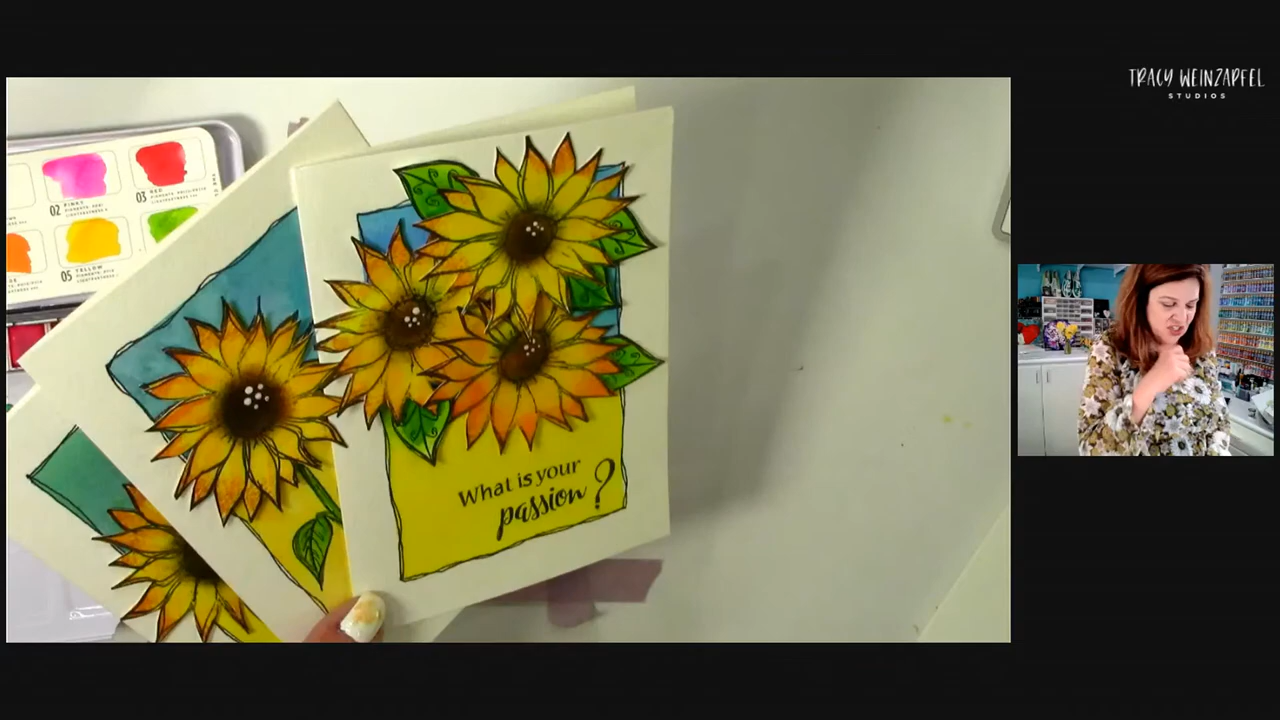 TRACY WEINZAPFEL
STUDIOS
02 PINK
03 RED
05 YELLOW
What is your
passion?